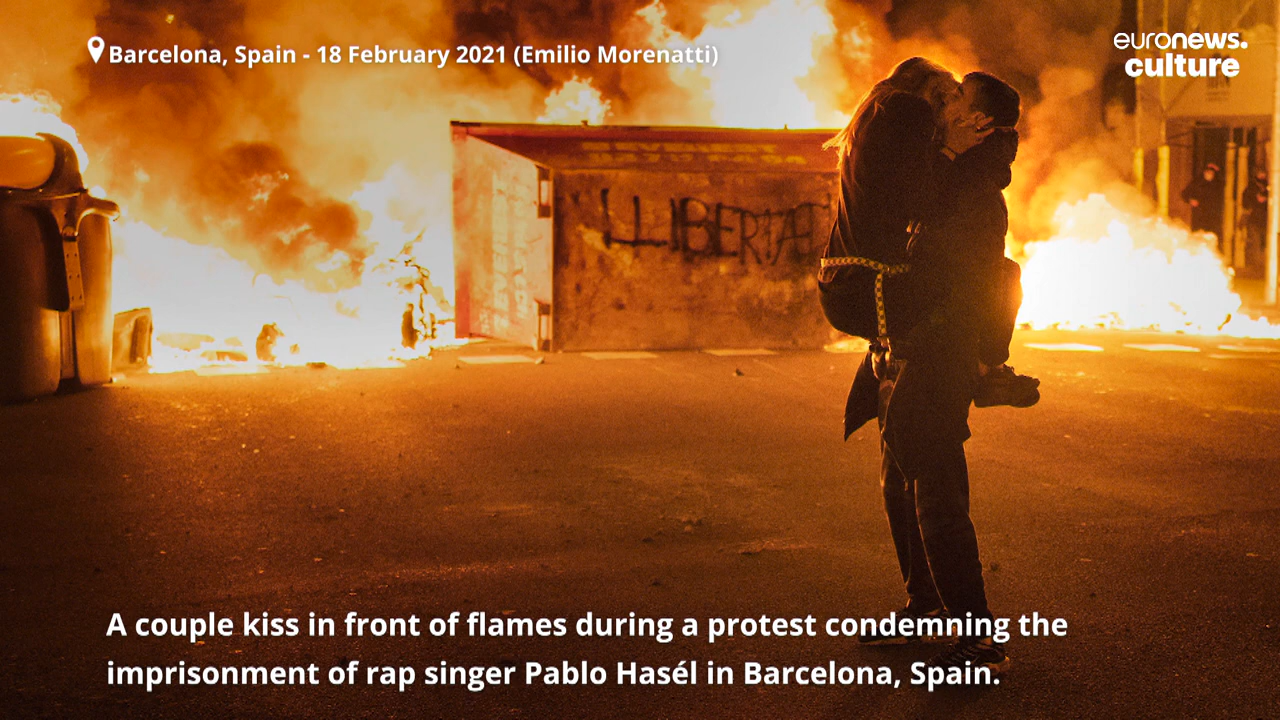 Barcelona, Spain - 18 February 2021 (Emilio Morenatti)
euronews.
culture
LLIBERTAT
A couple kiss in front of flames during a protest condemning the
imprisonment of rap singer Pablo Hasél in Barcelona, Spain.